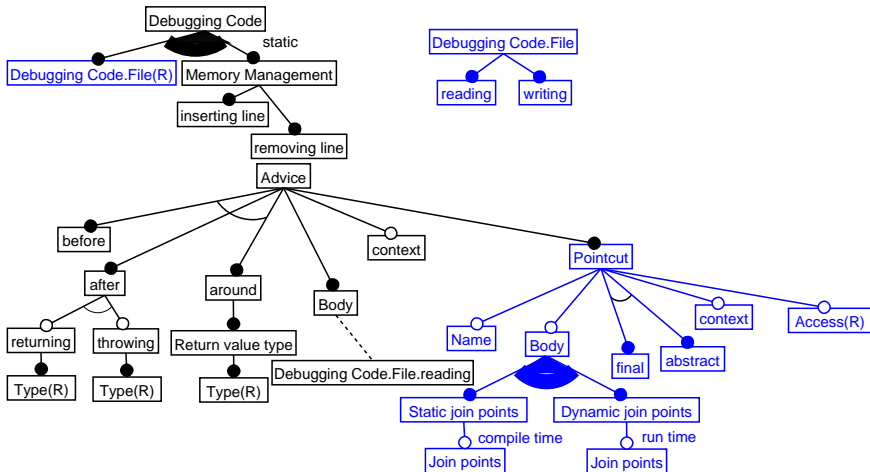 Debugging Code
Debugging Code.File
static
Debugging Code.File(R)
Memory Management
reading
writing
inserting line
removing line
Advice
before
context
Pointcut
after
around
Body
context
Access(R)
Name
returning
throwing
Return value type
Body
final
abstract
Debugging Code.File.reading
Type(R)
Type(R)
Type(R)
Static join points
Dynamic join points
compile time
run time
Join points
Join points